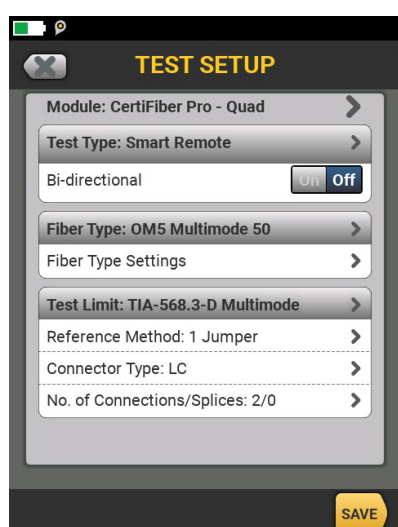 TEST SETUP
Module: CertiFiber Pro - Quad
Test Type: Smart Remote
Bi-directional On Off
Fiber Type: OM5 Multimode 50
Fiber Type Settings
Test Limit: TIA-568.3-D Multimode
Reference Method: 1 Jumper
Connector Type: LC
No. of Connections/Splices: 2/0
SAVE